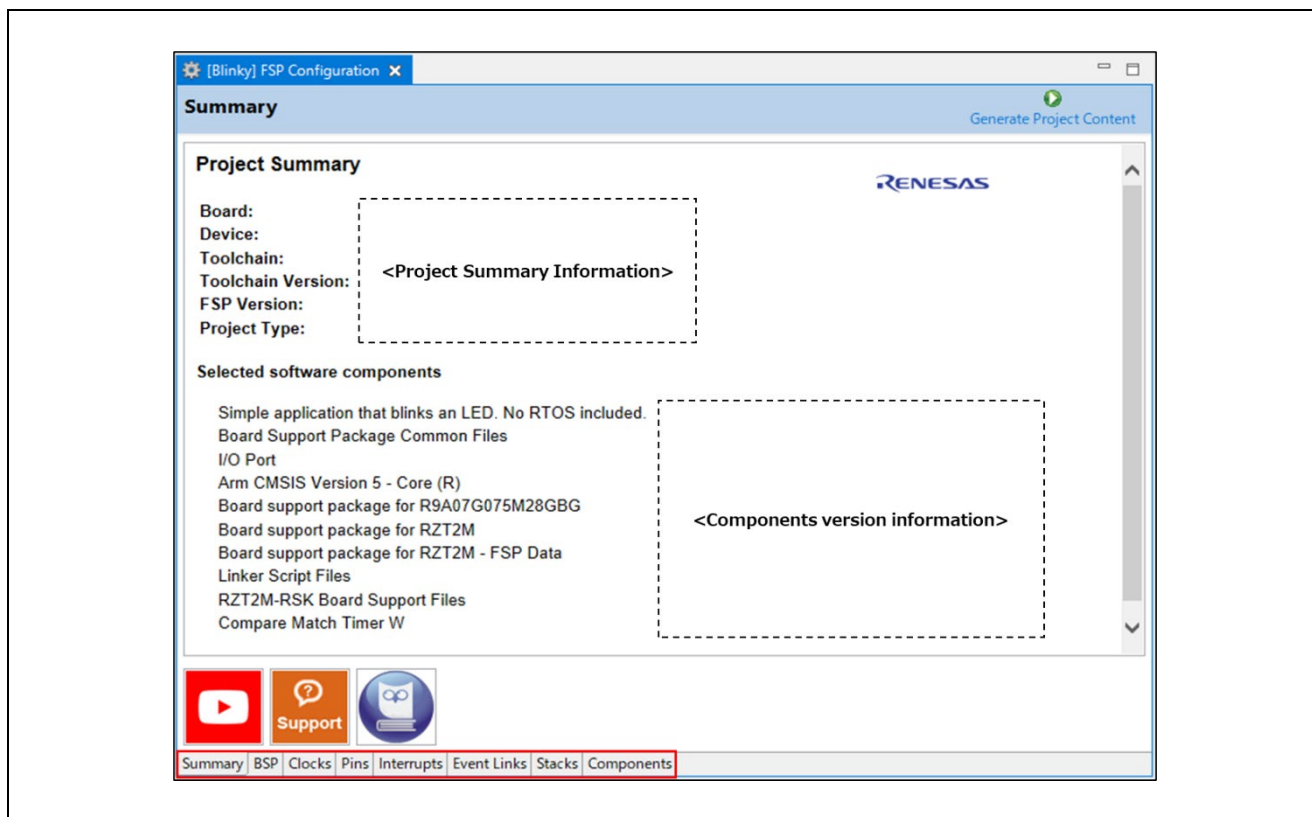 [Blinky] FSP Configuration
Summary
Generate Project Content
Project Summary
RENESAS
Board:
Device:
Toolchain:
Toolchain Version:
FSP Version:
Project Type:
<Project Summary Information>
Selected software components
Simple application that blinks an LED. No RTOS included.
Board Support Package Common Files
I/O Port
Arm CMSIS Version 5 - Core (R)
Board support package for R9A07G075M28GBG
Board support package for RZT2M
Board support package for RZT2M - FSP Data
Linker Script Files
RZT2M-RSK Board Support Files
Compare Match Timer W
<Components version information>
Support
Summary BSP Clocks Pins Interrupts Event Links Stacks Components